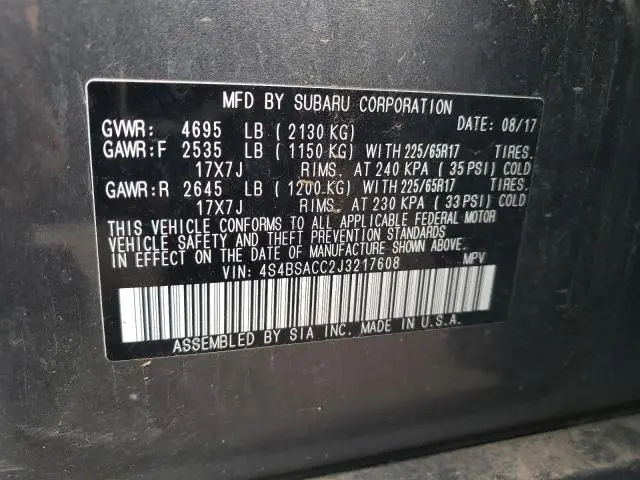 MFD BY SUBARU CORPORATION
GVWR: 4695 LB ( 2130 KG) DATE: 08/17
GAWR:F 2535 LB ( 1150 KG) WITH 225/65R17 TIRES.
17X7J RIMS. AT 240 KPA ( 35 PSI) COLD
GAWR:R 2645 LB ( 1200 KG) WITH 225/65R17 TIRES.
17X7J RIMS. AT 230 KPA ( 33 PSI) COLD
THIS VEHICLE CONFORMS TO ALL APPLICABLE FEDERAL MOTOR
VEHICLE SAFETY AND THEFT PREVENTION STANDARDS
IN EFFECT ON THE DATE OF MANUFACTURE SHOWN ABOVE.
VIN: 4S4BSACC2J3217608 MPV
ASSEMBLED BY SIA INC. MADE IN U.S.A.